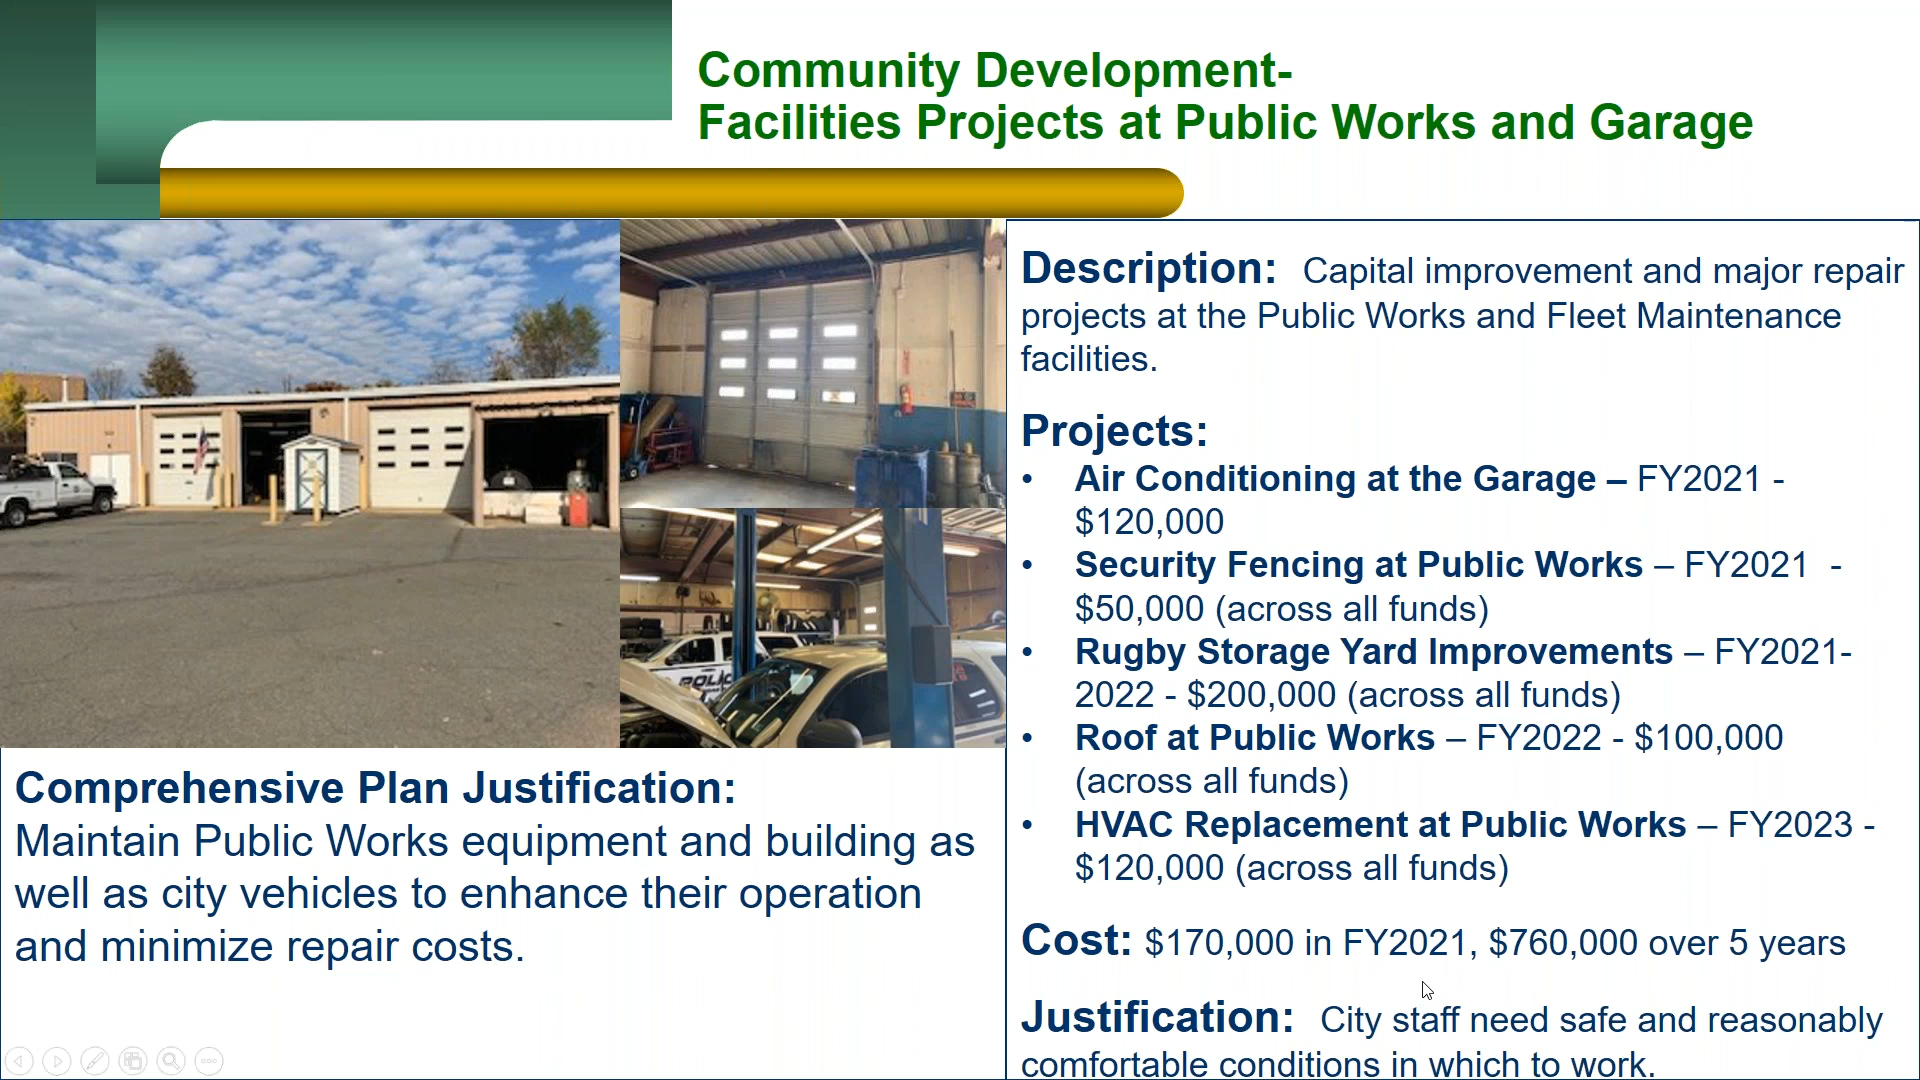 Community Development-
Facilities Projects at Public Works and Garage
POLIC
Comprehensive Plan Justification:
Maintain Public Works equipment and building as
well as city vehicles to enhance their operation
and minimize repair costs.
Description: Capital improvement and major repair
projects at the Public Works and Fleet Maintenance
facilities.
Projects:
• Air Conditioning at the Garage – FY2021 -
$120,000
• Security Fencing at Public Works – FY2021 -
$50,000 (across all funds)
• Rugby Storage Yard Improvements – FY2021-
2022 - $200,000 (across all funds)
• Roof at Public Works – FY2022 - $100,000
(across all funds)
• HVAC Replacement at Public Works – FY2023 -
$120,000 (across all funds)
Cost: $170,000 in FY2021, $760,000 over 5 years
Justification: City staff need safe and reasonably
comfortable conditions in which to work.